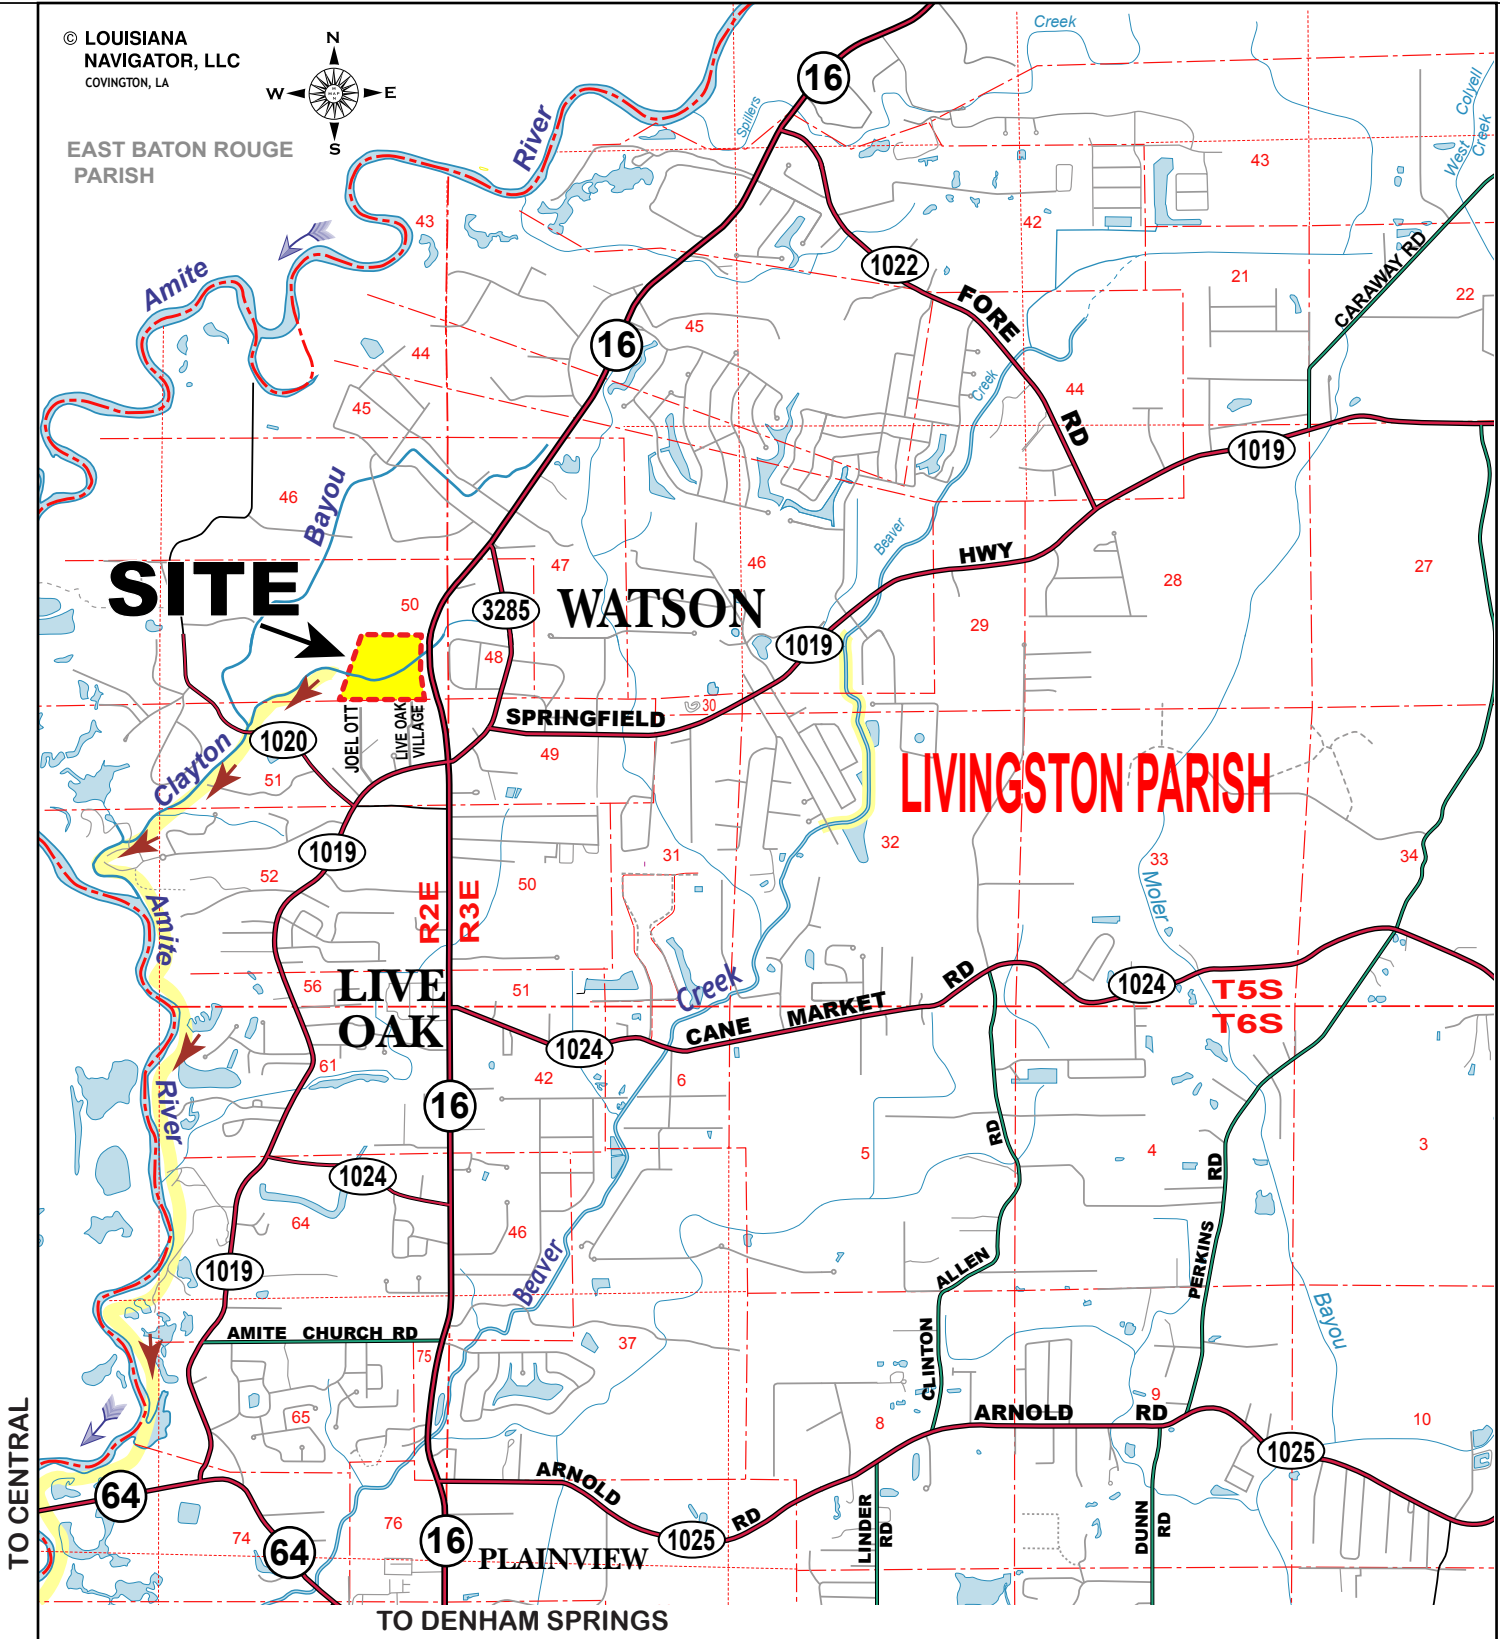 © LOUISIANA
NAVIGATOR, LLC
COVINGTON, LA
N
W
E
S
EAST BATON ROUGE
PARISH
River
Amite
Spillers
Creek
16
43
42
43
West Colyell
Creek
1022
FORE
RD
21
22
CARAWAY RD
45
16
44
45
44
Creek
1019
46
Bayou
47
46
Beaver
HWY
28
27
SITE
50
3285
WATSON
1019
29
48
30
SPRINGFIELD
JOEL OTT
LIVE OAK
VILLAGE
1020
Clayton
51
49
LIVINGSTON PARISH
1019
52
R2E
R3E
50
31
32
33
34
Moler
Amite
56
LIVE
OAK
51
Creek
CANE MARKET RD
1024
T5S
T6S
1024
61
River
16
42
6
5
RD
4
RD
3
1024
64
46
1019
Beaver
ALLEN
PERKINS
Bayou
AMITE CHURCH RD
75
37
CLINTON
65
8
9
ARNOLD RD
10
1025
64
ARNOLD
RD
74
64
76
16
PLAINVIEW
1025
LINDER
RD
DUNN
RD
TO CENTRAL
TO DENHAM SPRINGS